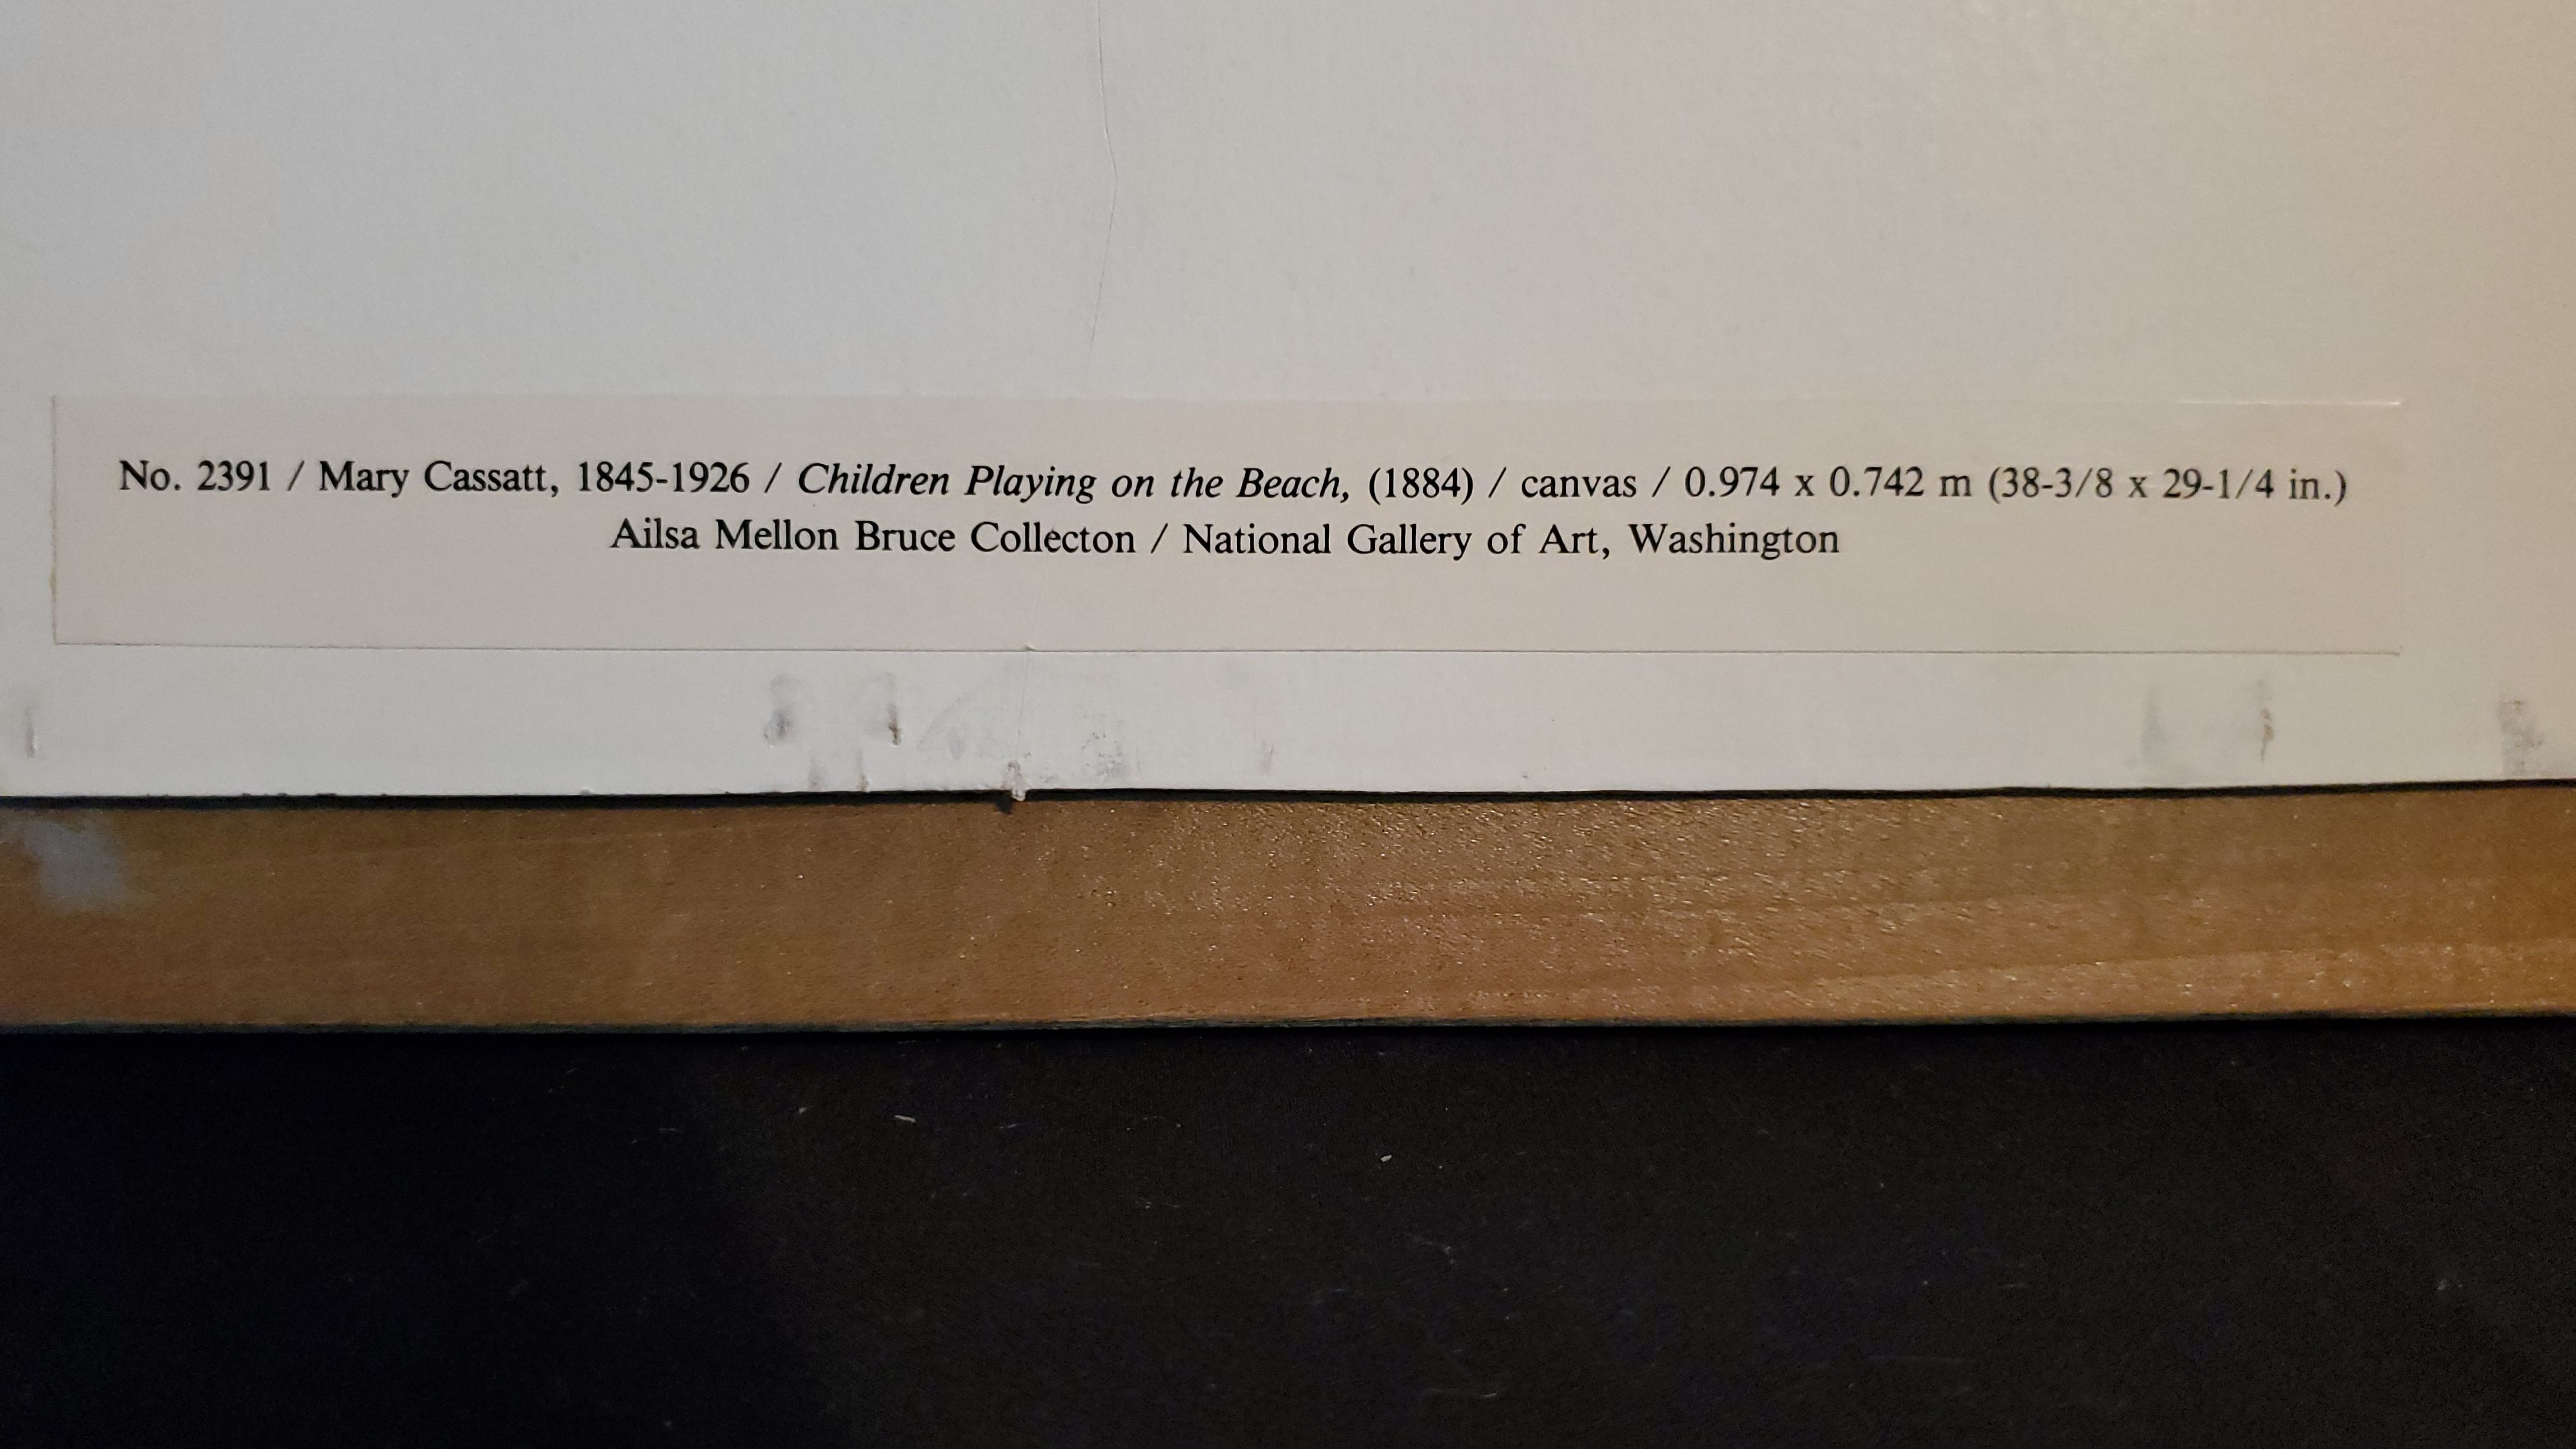 No. 2391 / Mary Cassatt, 1845-1926 / Children Playing on the Beach, (1884) / canvas / 0.974 x 0.742 m (38-3/8 x 29-1/4 in.)
Ailsa Mellon Bruce Collecton / National Gallery of Art, Washington